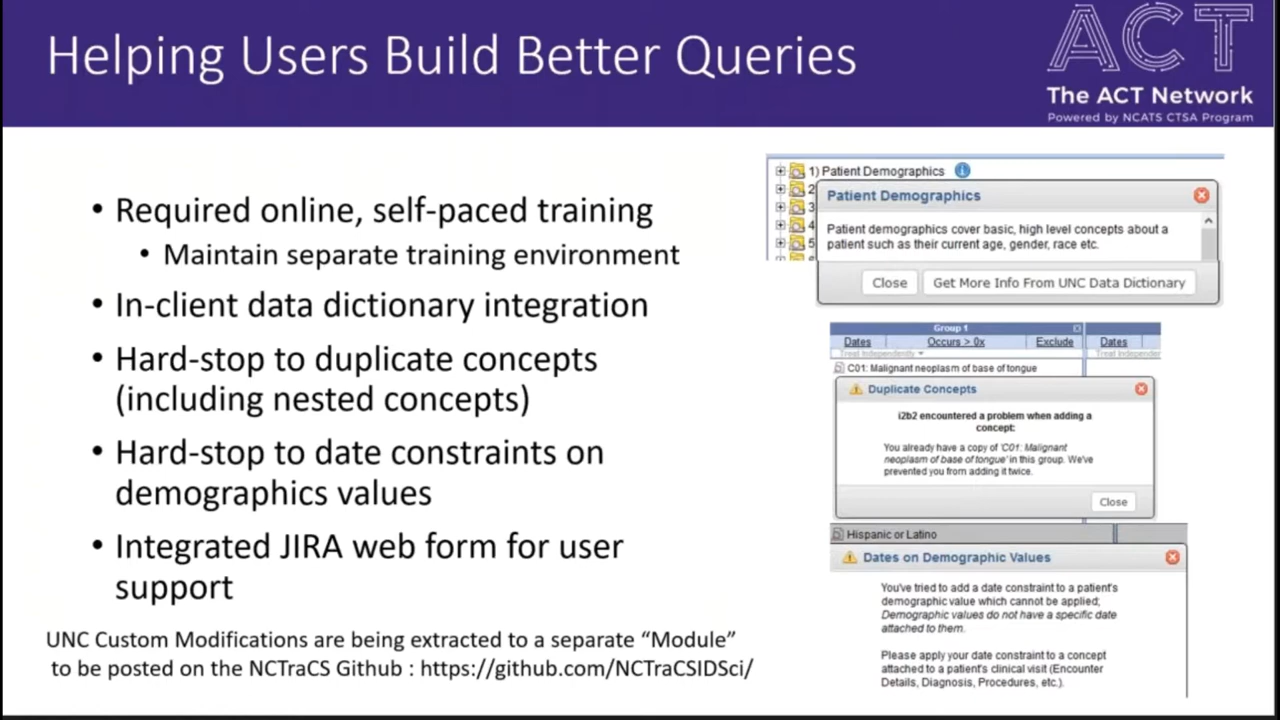 Helping Users Build Better Queries
ACT
The ACT Network
Powered by NCATS CTSA Program
• Required online, self-paced training
• Maintain separate training environment
• In-client data dictionary integration
• Hard-stop to duplicate concepts
(including nested concepts)
• Hard-stop to date constraints on
demographics values
• Integrated JIRA web form for user
support
UNC Custom Modifications are being extracted to a separate “Module”
to be posted on the NCTraCS Github : https://github.com/NCTraCSIDSci/
1) Patient Demographics
2
3
4
5
Patient Demographics
Patient demographics cover basic, high level concepts about a
patient such as their current age, gender, race etc.
Close
Get More Info From UNC Data Dictionary
Group 1
Dates Occurs > 0x Exclude Dates
Treat Independently Treat Independer
C01: Malignant neoplasm of base of tongue
Duplicate Concepts
i2b2 encountered a problem when adding a
concept:
You already have a copy of 'C01: Malignant
neoplasm of base of tongue' in this group. We've
prevented you from adding it twice.
Close
Hispanic or Latino
Dates on Demographic Values
You've tried to add a date constraint to a patient's
demographic value which cannot be applied;
Demographic values do not have a specific date
attached to them.
Please apply your date constraint to a concept
attached to a patient's clinical visit (Encounter
Details, Diagnosis, Procedures, etc.).